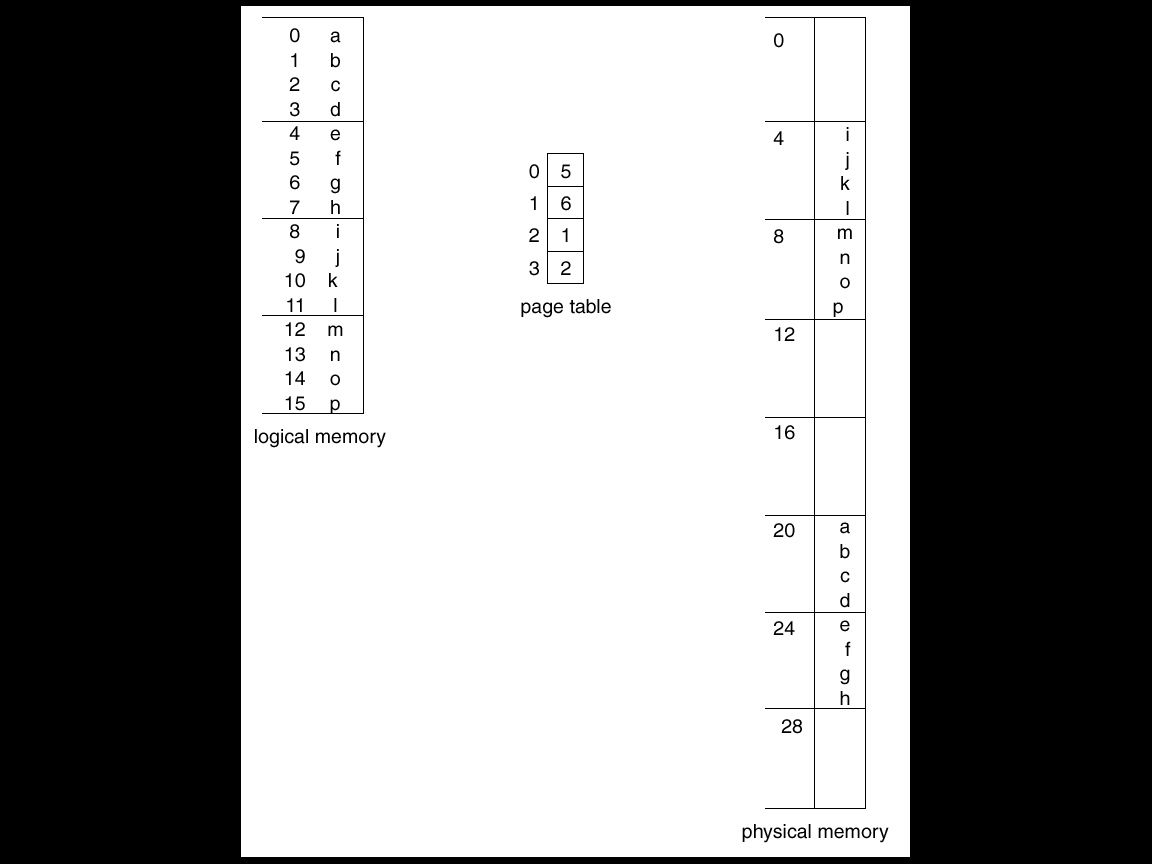 0 a
1 b
2 c
3 d
4 e
5 f
6 g
7 h
8 i
9 j
10 k
11 l
12 m
13 n
14 o
15 p
logical memory
0 5
1 6
2 1
3 2
page table
0
4 i
j
k
l
8 m
n
o
p
12
16
20 a
b
c
d
24 e
f
g
h
28
physical memory